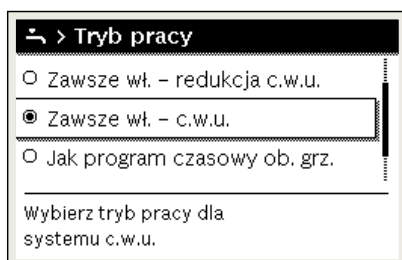 > Tryb pracy
Zawsze wł. – redukcja c.w.u.
Zawsze wł. – c.w.u.
Jak program czasowy ob. grz.
Wybierz tryb pracy dla
systemu c.w.u.